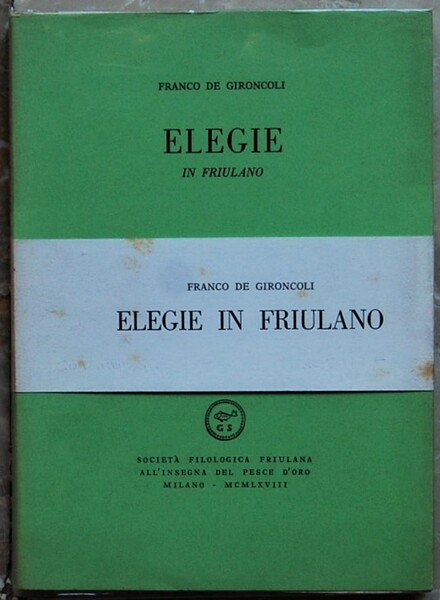 FRANCO DE GIRONCOLI
ELEGIE
IN FRIULANO
FRANCO DE GIRONCOLI
ELEGIE IN FRIULANO
G S
SOCIETÀ FILOLOGICA FRIULANA
ALL'INSEGNA DEL PESCE D'ORO
MILANO - MCMLXVIII